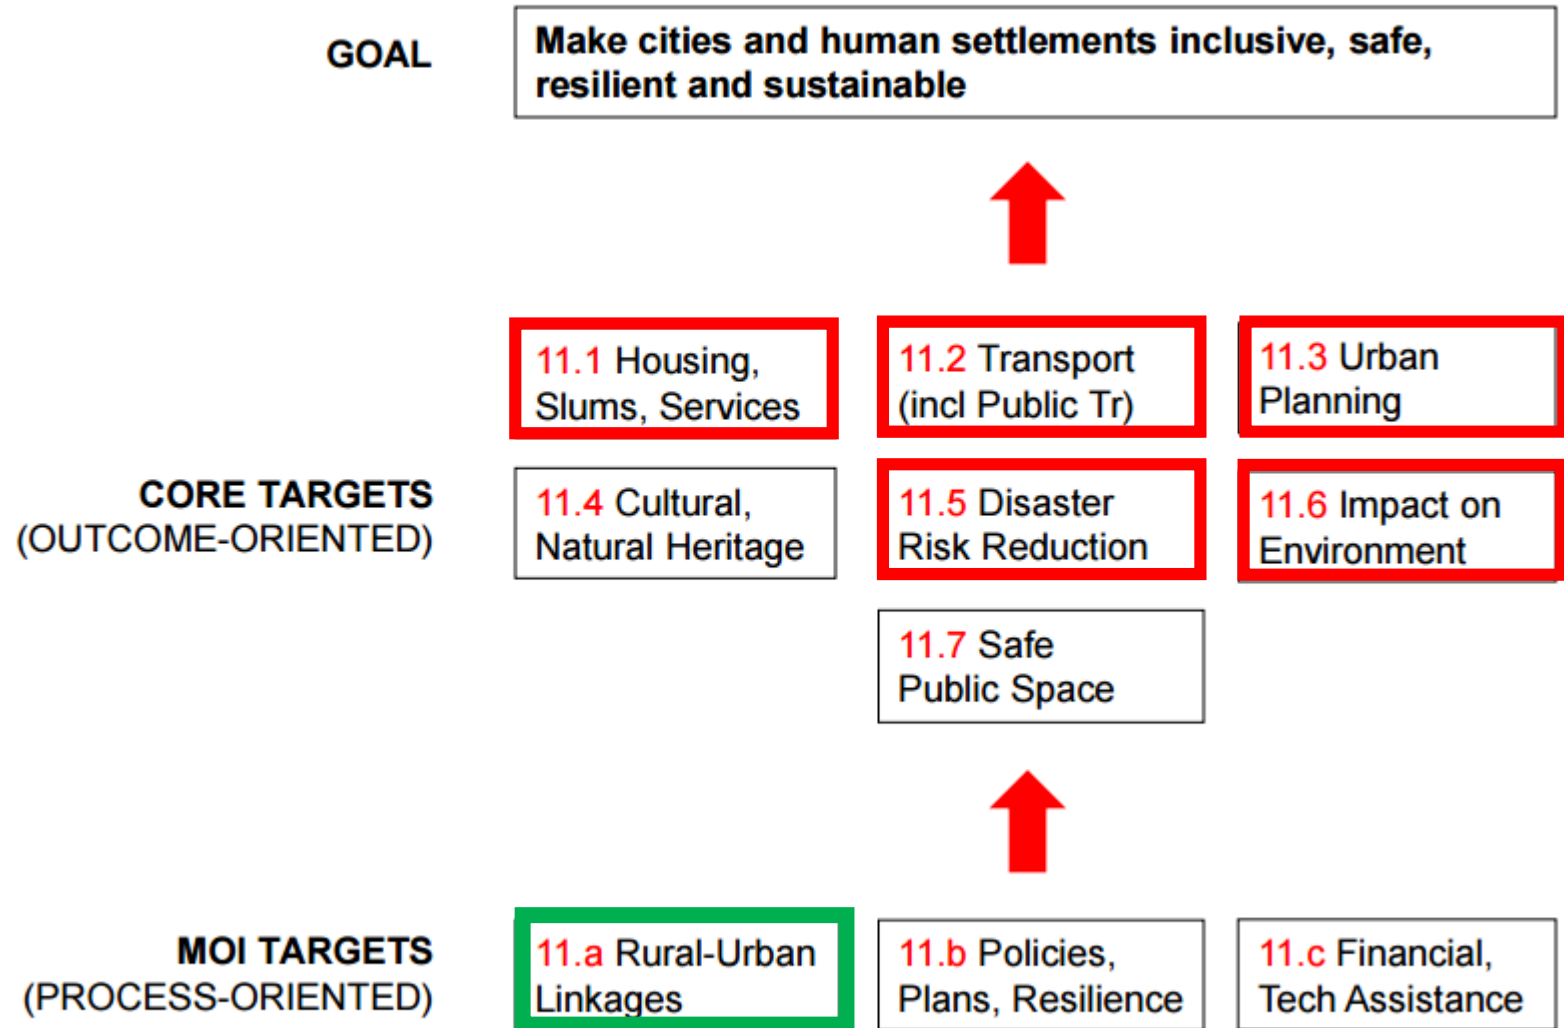 GOAL
Make cities and human settlements inclusive, safe,
resilient and sustainable
11.1 Housing,
Slums, Services
11.2 Transport
(incl Public Tr)
11.3 Urban
Planning
CORE TARGETS
(OUTCOME-ORIENTED)
11.4 Cultural,
Natural Heritage
11.5 Disaster
Risk Reduction
11.6 Impact on
Environment
11.7 Safe
Public Space
MOI TARGETS
(PROCESS-ORIENTED)
11.a Rural-Urban
Linkages
11.b Policies,
Plans, Resilience
11.c Financial,
Tech Assistance